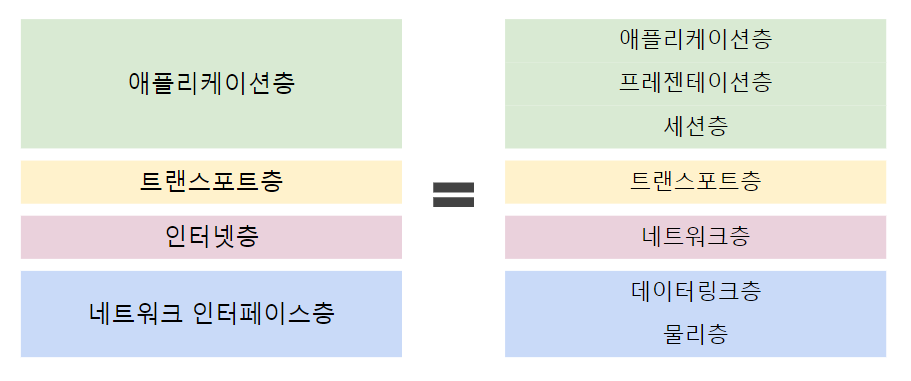 애플리케이션층
트랜스포트층
인터넷층
네트워크 인터페이스층
=
애플리케이션층
프레젠테이션층
세션층
트랜스포트층
네트워크층
데이터링크층
물리층